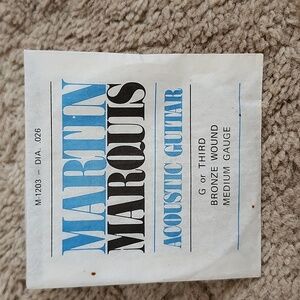 M-1203 – DIA. .026
MARTIN
MARQUIS
ACOUSTIC GUITAR
G or THIRD
BRONZE WOUND
MEDIUM GAUGE